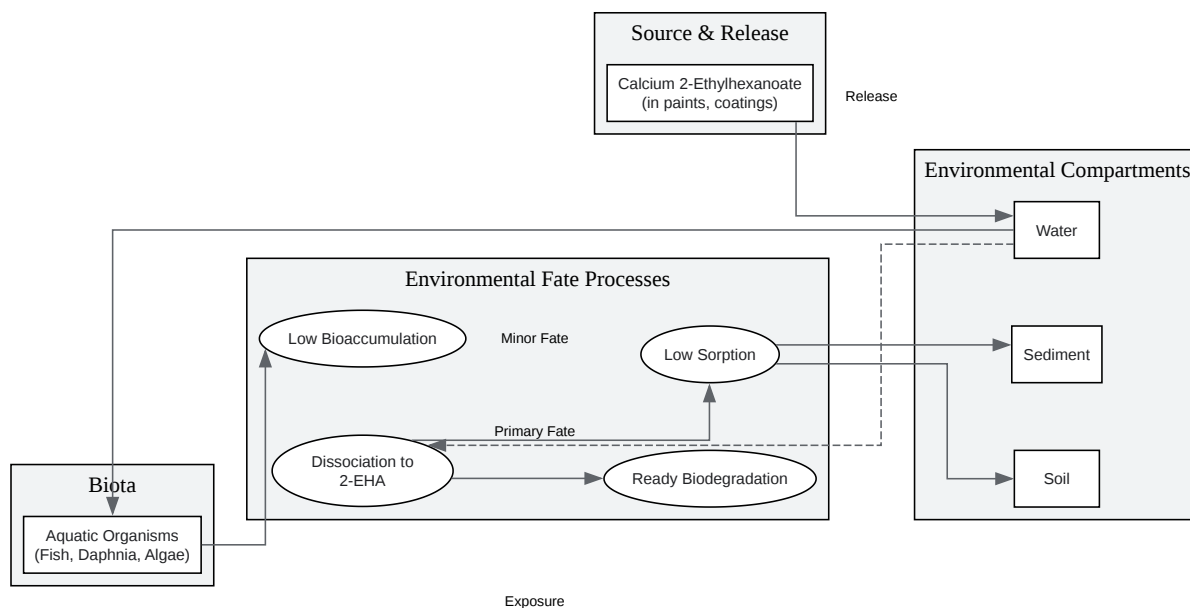 Source & Release
Calcium 2-Ethylhexanoate
(in paints, coatings)
Release
Environmental Compartments
Water
Environmental Fate Processes
Low Bioaccumulation
Minor Fate
Low Sorption
Sediment
Primary Fate
Dissociation to
2-EHA
Ready Biodegradation
Soil
Biota
Aquatic Organisms
(Fish, Daphnia, Algae)
Exposure